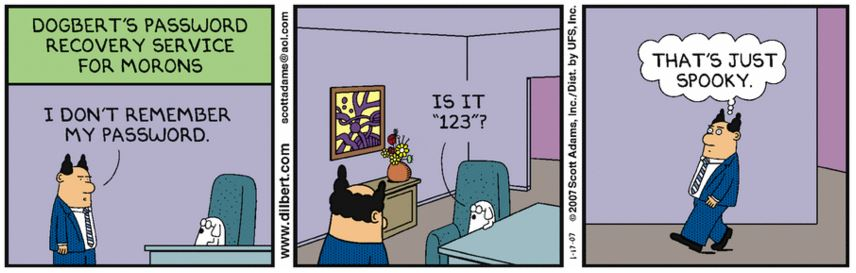 DOGBERT'S PASSWORD
RECOVERY SERVICE
FOR MORONS
I DON'T REMEMBER
MY PASSWORD.
www.dilbert.com
scottadams@aol.com
IS IT
"123"?
1-17-07 ©2007 Scott Adams, Inc./Dist. by UFS, Inc.
THAT'S JUST
SPOOKY.